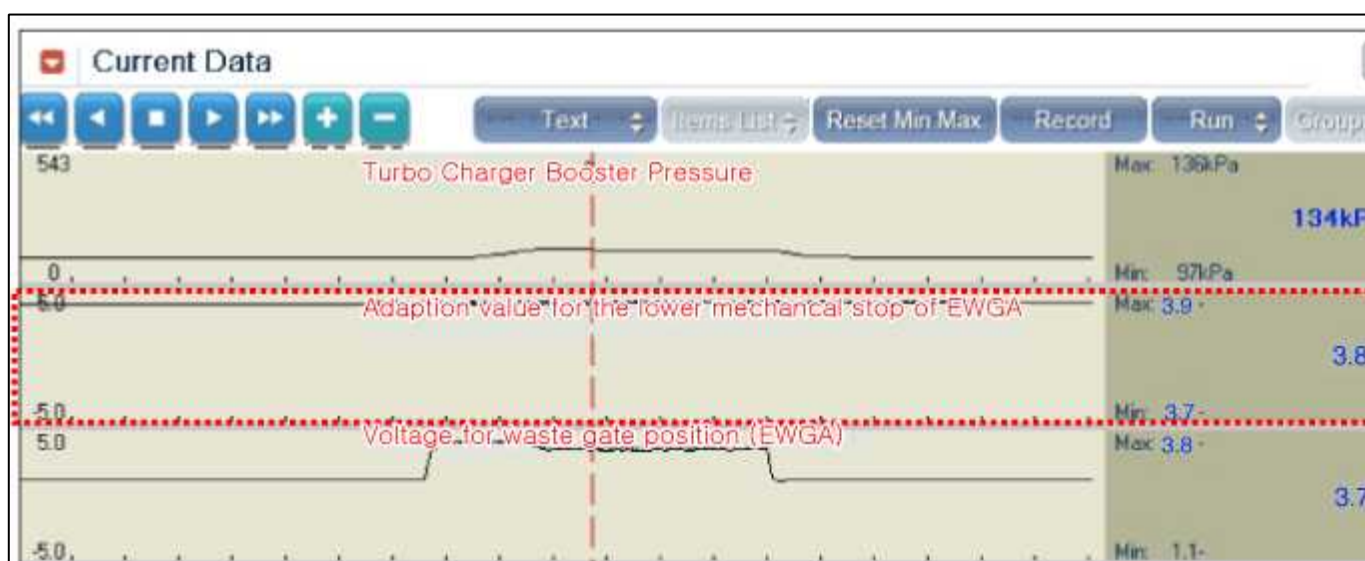 Current Data
Text Items List Reset Min.Max. Record Run Group
543 Turbo Charger Booster Pressure Max: 136kPa
134kP
0 Min: 97kPa
5.0 Adaption value for the lower mechancal stop of EWGA Max: 3.9 -
3.8
-5.0 Min: 3.7 -
5.0 Voltage for waste gate position (EWGA) Max: 3.8 -
3.7
-5.0 Min: 1.1-